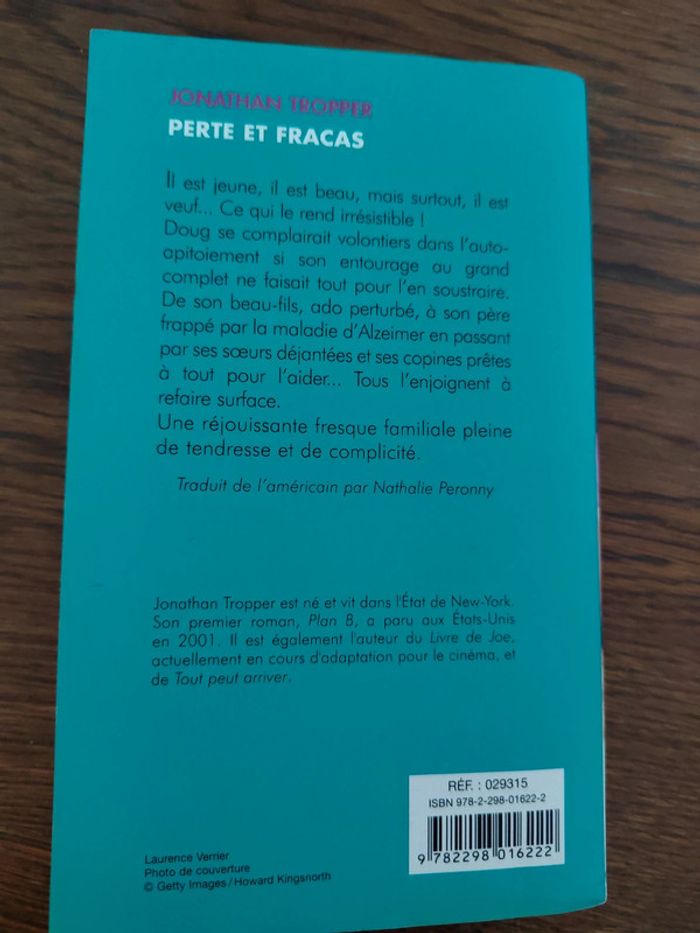 JONATHAN TROPPER
PERTE ET FRACAS
Il est jeune, il est beau, mais surtout, il est
veuf... Ce qui le rend irrésistible !
Doug se complairait volontiers dans l'auto-
apitoiement si son entourage au grand
complet ne faisait tout pour l'en soustraire.
De son beau-fils, ado perturbé, à son père
frappé par la maladie d'Alzeimer en passant
par ses sœurs déjantées et ses copines prêtes
à tout pour l'aider... Tous l'enjoignent à
refaire surface.
Une réjouissante fresque familiale pleine
de tendresse et de complicité.
Traduit de l'américain par Nathalie Peronny
Jonathan Tropper est né et vit dans l'État de New-York.
Son premier roman, Plan B, a paru aux États-Unis
en 2001. Il est également l'auteur du Livre de Joe,
actuellement en cours d'adaptation pour le cinéma, et
de Tout peut arriver.
RÉF. : 029315
ISBN 978-2-298-01622-2
9 782298 016222
Laurence Verrier
Photo de couverture
© Getty Images / Howard Kingsnorth